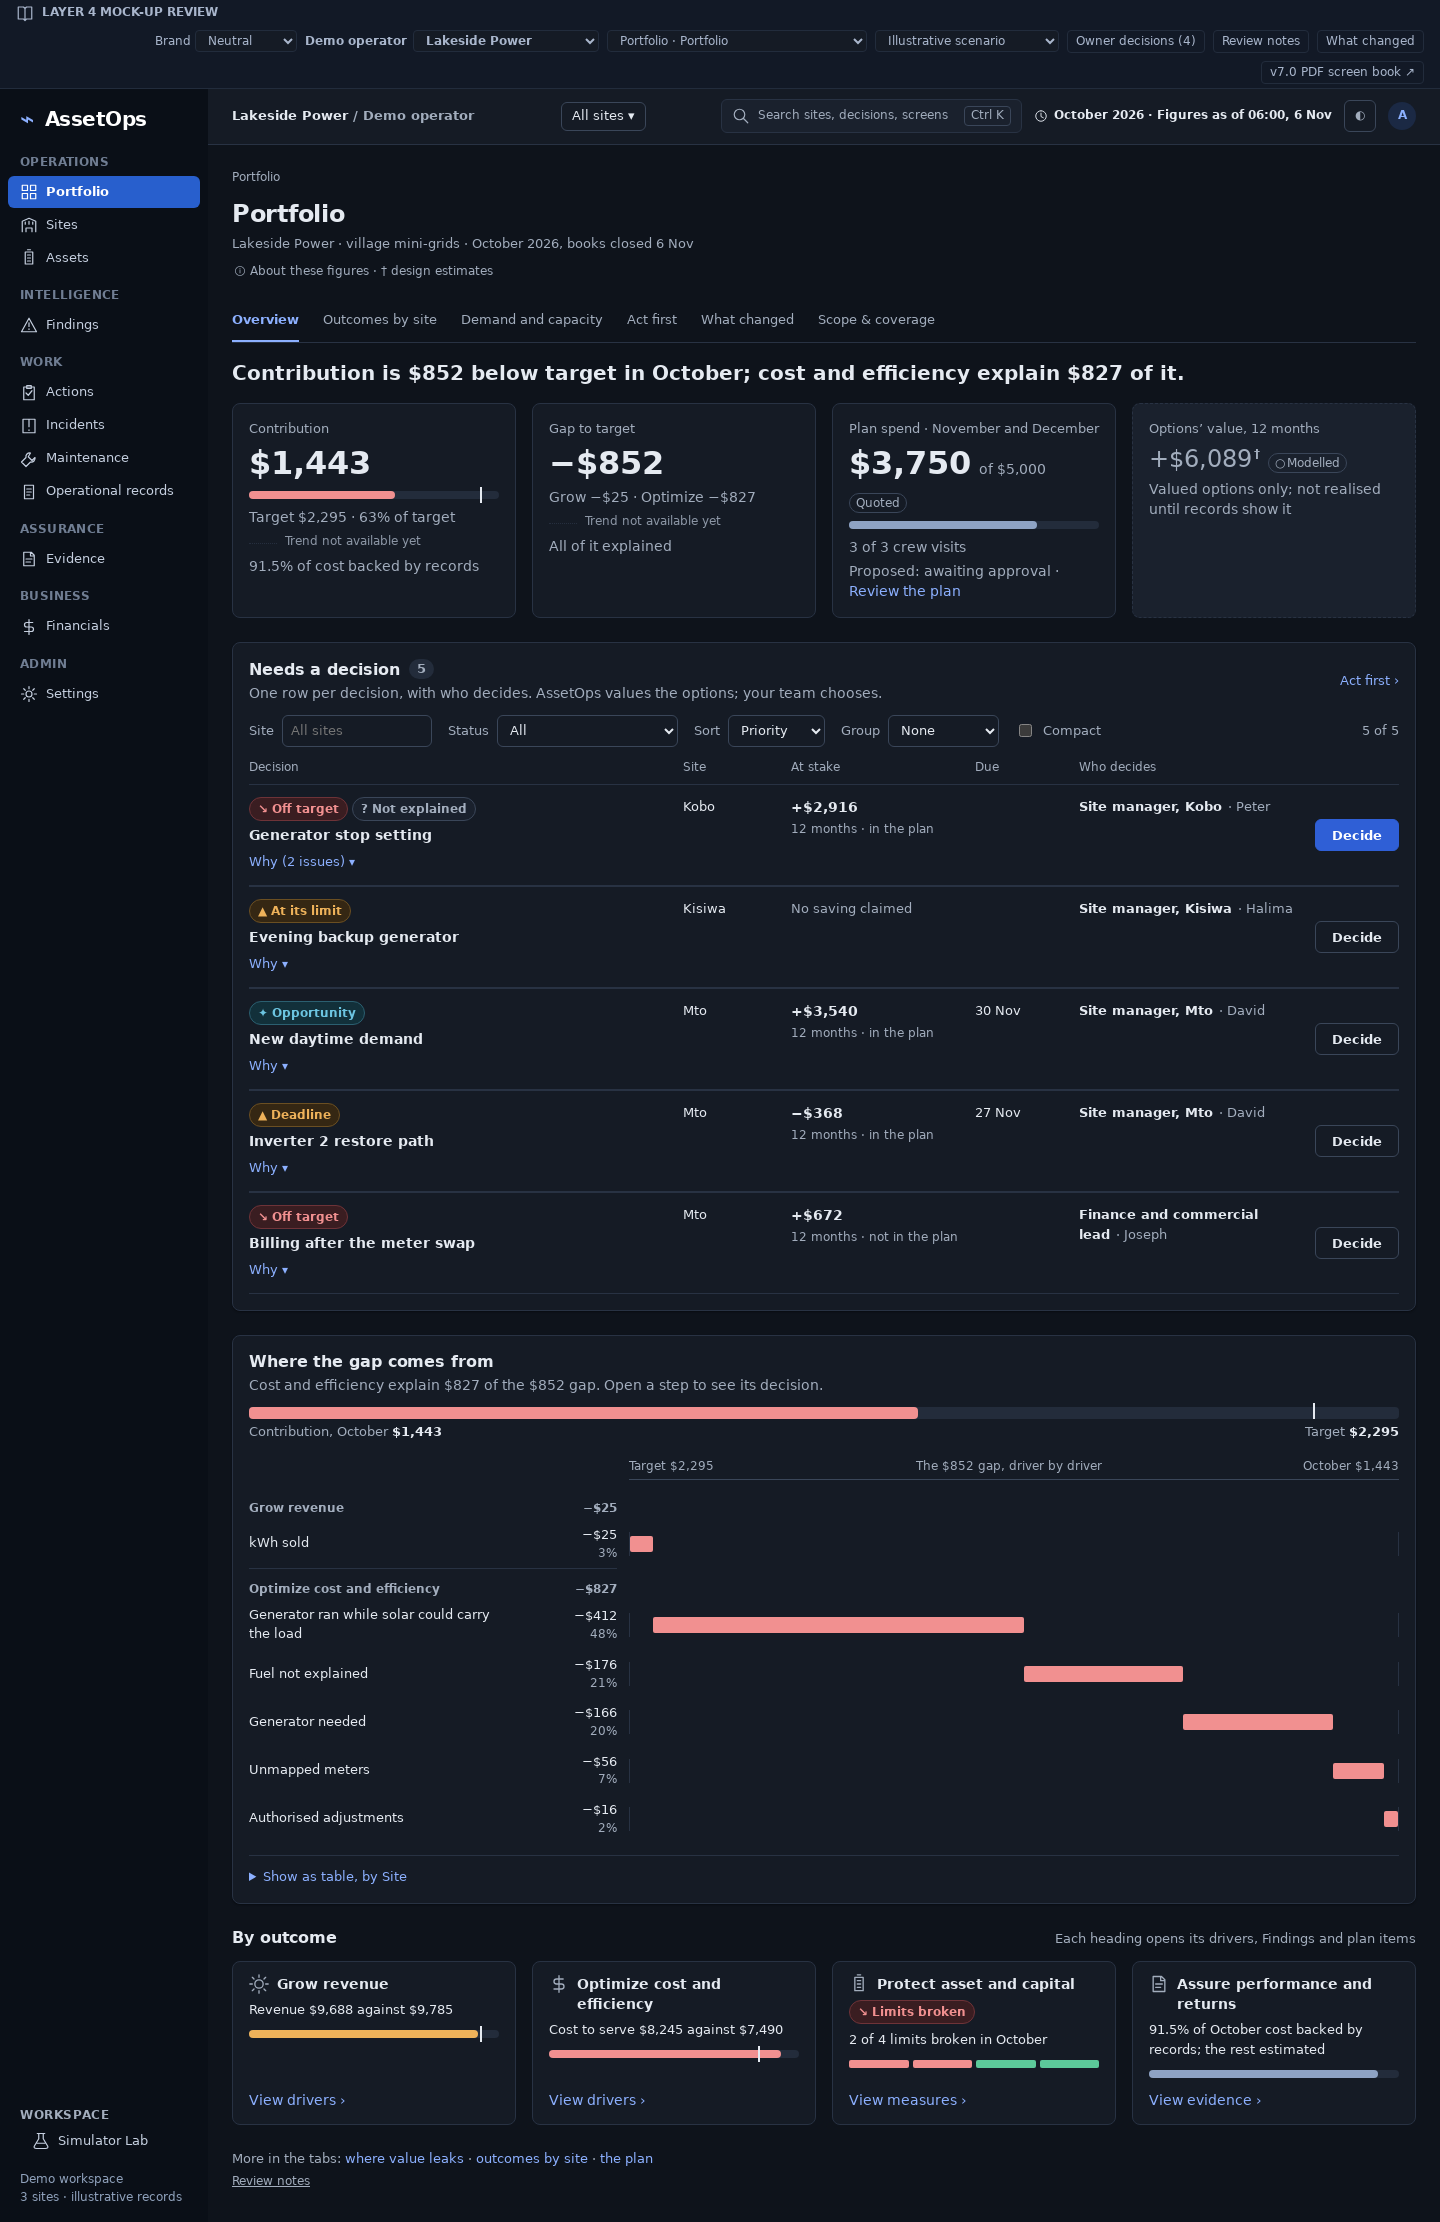 LAYER 4 MOCK-UP REVIEW
Brand Neutral Demo operator Lakeside Power Portfolio · Portfolio Illustrative scenario Owner decisions (4) Review notes What changed
v7.0 PDF screen book ↗
AssetOps
OPERATIONS
Portfolio
Sites
Assets
INTELLIGENCE
Findings
WORK
Actions
Incidents
Maintenance
Operational records
ASSURANCE
Evidence
BUSINESS
Financials
ADMIN
Settings
WORKSPACE
Simulator Lab
Demo workspace
3 sites · illustrative records
Lakeside Power / Demo operator All sites ▾ Search sites, decisions, screens Ctrl K October 2026 · Figures as of 06:00, 6 Nov A
Portfolio
Portfolio
Lakeside Power · village mini-grids · October 2026, books closed 6 Nov
About these figures · † design estimates
Overview Outcomes by site Demand and capacity Act first What changed Scope & coverage
Contribution is $852 below target in October; cost and efficiency explain $827 of it.
Contribution
$1,443
Target $2,295 · 63% of target
Trend not available yet
91.5% of cost backed by records
Gap to target
−$852
Grow −$25 · Optimize −$827
Trend not available yet
All of it explained
Plan spend · November and December
$3,750 of $5,000
Quoted
3 of 3 crew visits
Proposed: awaiting approval ·
Review the plan
Options’ value, 12 months
+$6,089† Modelled
Valued options only; not realised
until records show it
Needs a decision 5
One row per decision, with who decides. AssetOps values the options; your team chooses.
Act first ›
Site All sites Status All Sort Priority Group None Compact 5 of 5
Decision Site At stake Due Who decides
↘ Off target ? Not explained Kobo +$2,916 Site manager, Kobo · Peter
12 months · in the plan
Generator stop setting Decide
Why (2 issues) ▾
▲ At its limit Kisiwa No saving claimed Site manager, Kisiwa · Halima
Evening backup generator Decide
Why ▾
✦ Opportunity Mto +$3,540 30 Nov Site manager, Mto · David
12 months · in the plan
New daytime demand Decide
Why ▾
▲ Deadline Mto −$368 27 Nov Site manager, Mto · David
12 months · in the plan
Inverter 2 restore path Decide
Why ▾
↘ Off target Mto +$672 Finance and commercial
12 months · not in the plan lead · Joseph
Billing after the meter swap Decide
Why ▾
Where the gap comes from
Cost and efficiency explain $827 of the $852 gap. Open a step to see its decision.
Contribution, October $1,443 Target $2,295
Target $2,295 The $852 gap, driver by driver October $1,443
Grow revenue −$25
kWh sold −$25
3%
Optimize cost and efficiency −$827
Generator ran while solar could carry −$412
the load 48%
Fuel not explained −$176
21%
Generator needed −$166
20%
Unmapped meters −$56
7%
Authorised adjustments −$16
2%
▶ Show as table, by Site
By outcome Each heading opens its drivers, Findings and plan items
Grow revenue
Revenue $9,688 against $9,785
View drivers ›
Optimize cost and
efficiency
Cost to serve $8,245 against $7,490
View drivers ›
Protect asset and capital
↘ Limits broken
2 of 4 limits broken in October
View measures ›
Assure performance and
returns
91.5% of October cost backed by
records; the rest estimated
View evidence ›
More in the tabs: where value leaks · outcomes by site · the plan
Review notes